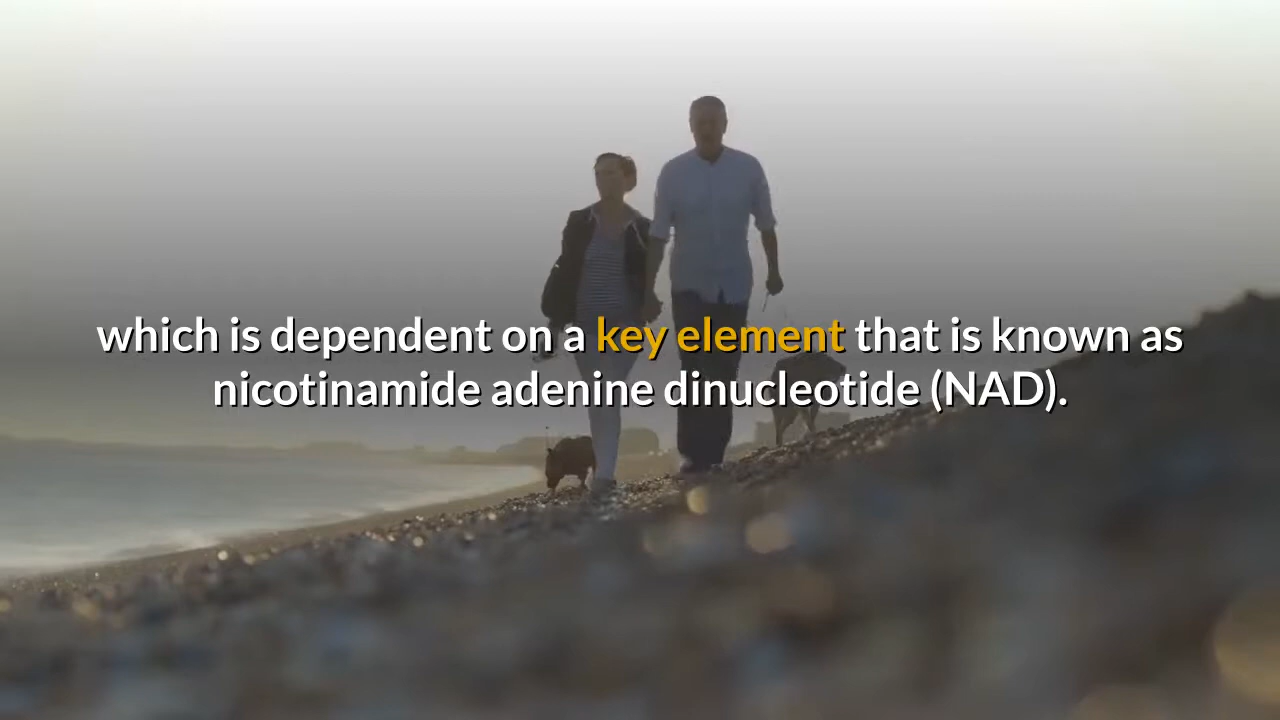 which is dependent on a key element that is known as
nicotinamide adenine dinucleotide (NAD).